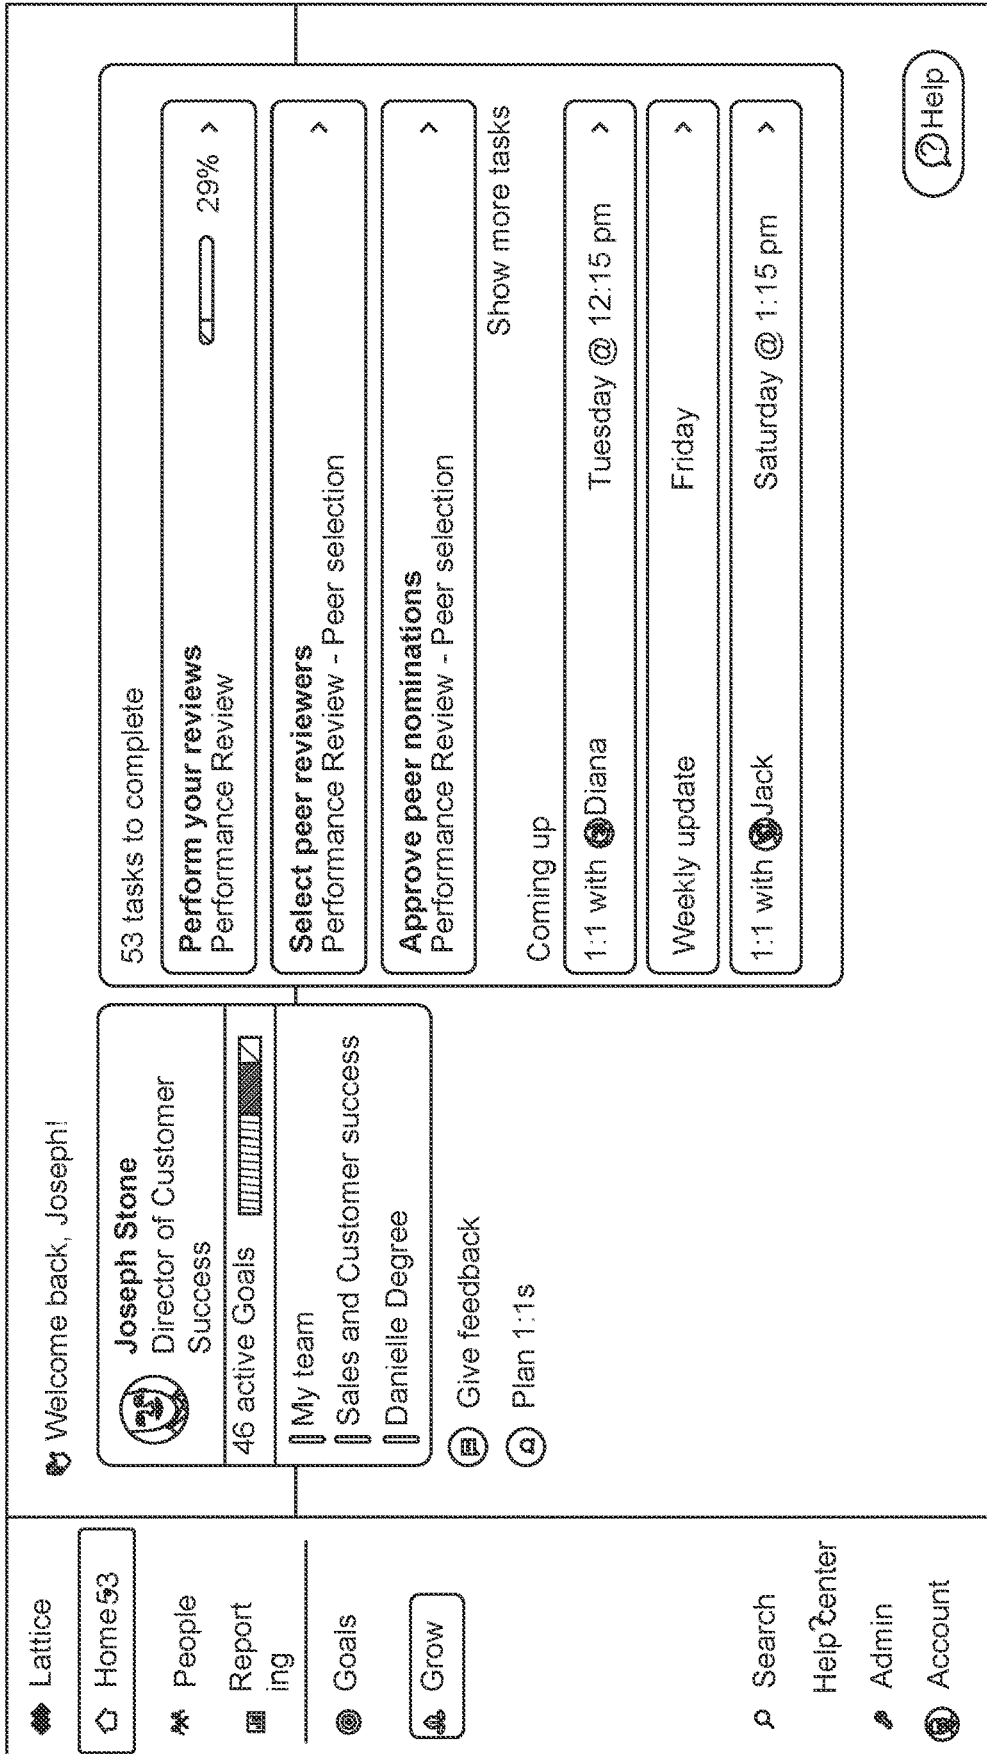 Lattice
Home 53
People
Report
ing
Goals
Grow
Search
Help Center
Admin
Account
Welcome back, Joseph!
Joseph Stone
Director of Customer
Success
46 active Goals
My team
Sales and Customer success
Danielle Degree
Give feedback
Plan 1:1s
53 tasks to complete
Perform your reviews
Performance Review
29% >
Select peer reviewers
Performance Review - Peer selection
>
Approve peer nominations
Performance Review - Peer selection
>
Show more tasks
Coming up
1:1 with Diana Tuesday @ 12:15 pm >
Weekly update Friday >
1:1 with Jack Saturday @ 1:15 pm >
? Help